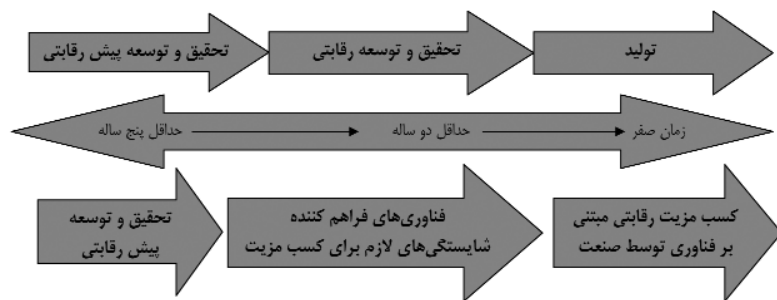 تحقیق و توسعه پیش رقابتی
تحقیق و توسعه رقابتی
تولید
حداقل پنج ساله
حداقل دو ساله
زمان صفر
تحقیق و توسعه
پیش رقابتی
فناوری‌های فراهم کننده
شایستگی‌های لازم برای کسب مزیت
کسب مزیت رقابتی مبتنی
بر فناوری توسط صنعت